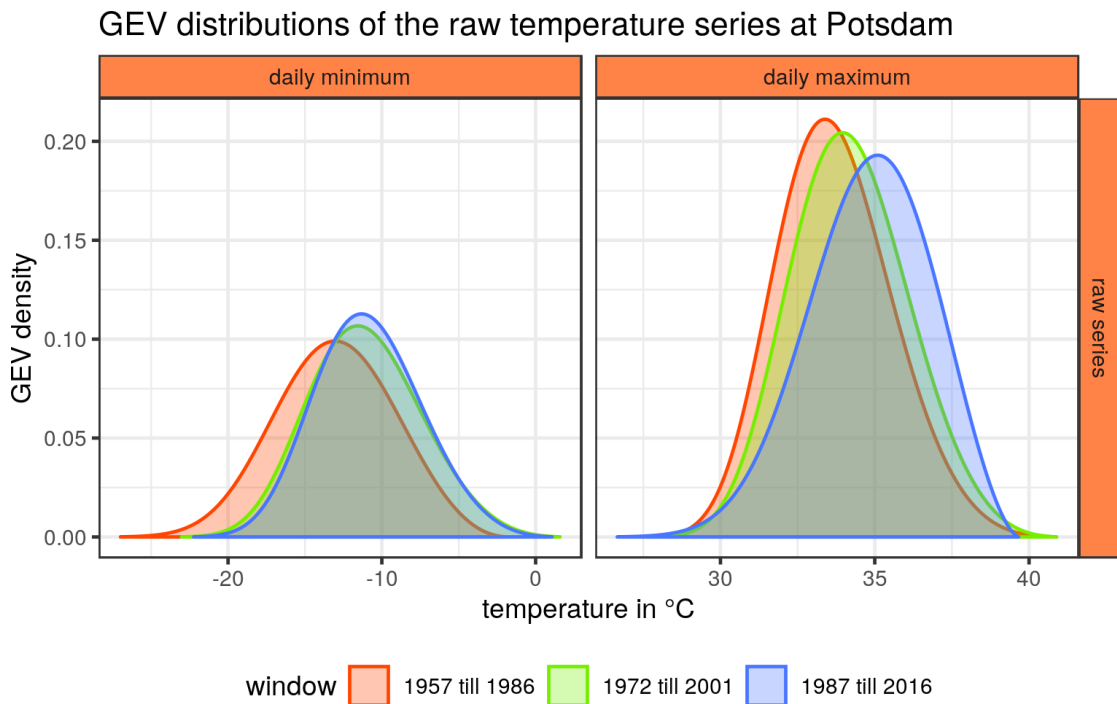 GEV distributions of the raw temperature series at Potsdam
daily minimum
daily maximum
GEV density
0.20
0.15
0.10
0.05
0.00
raw series
-20
-10
0
30
35
40
temperature in °C
window
1957 till 1986
1972 till 2001
1987 till 2016